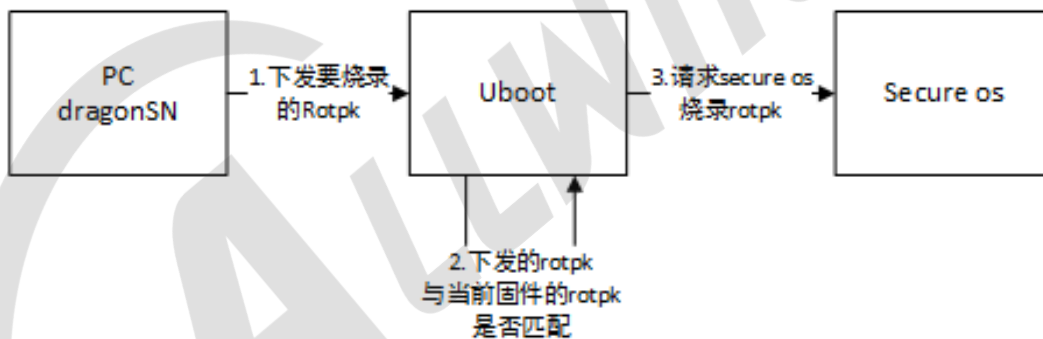 PC
dragonSN
1.下发要烧录
的Rotpk
Uboot
3.请求secure os
烧录rotpk
Secure os
2.下发的rotpk
与当前固件的rotpk
是否匹配
ALLWIN